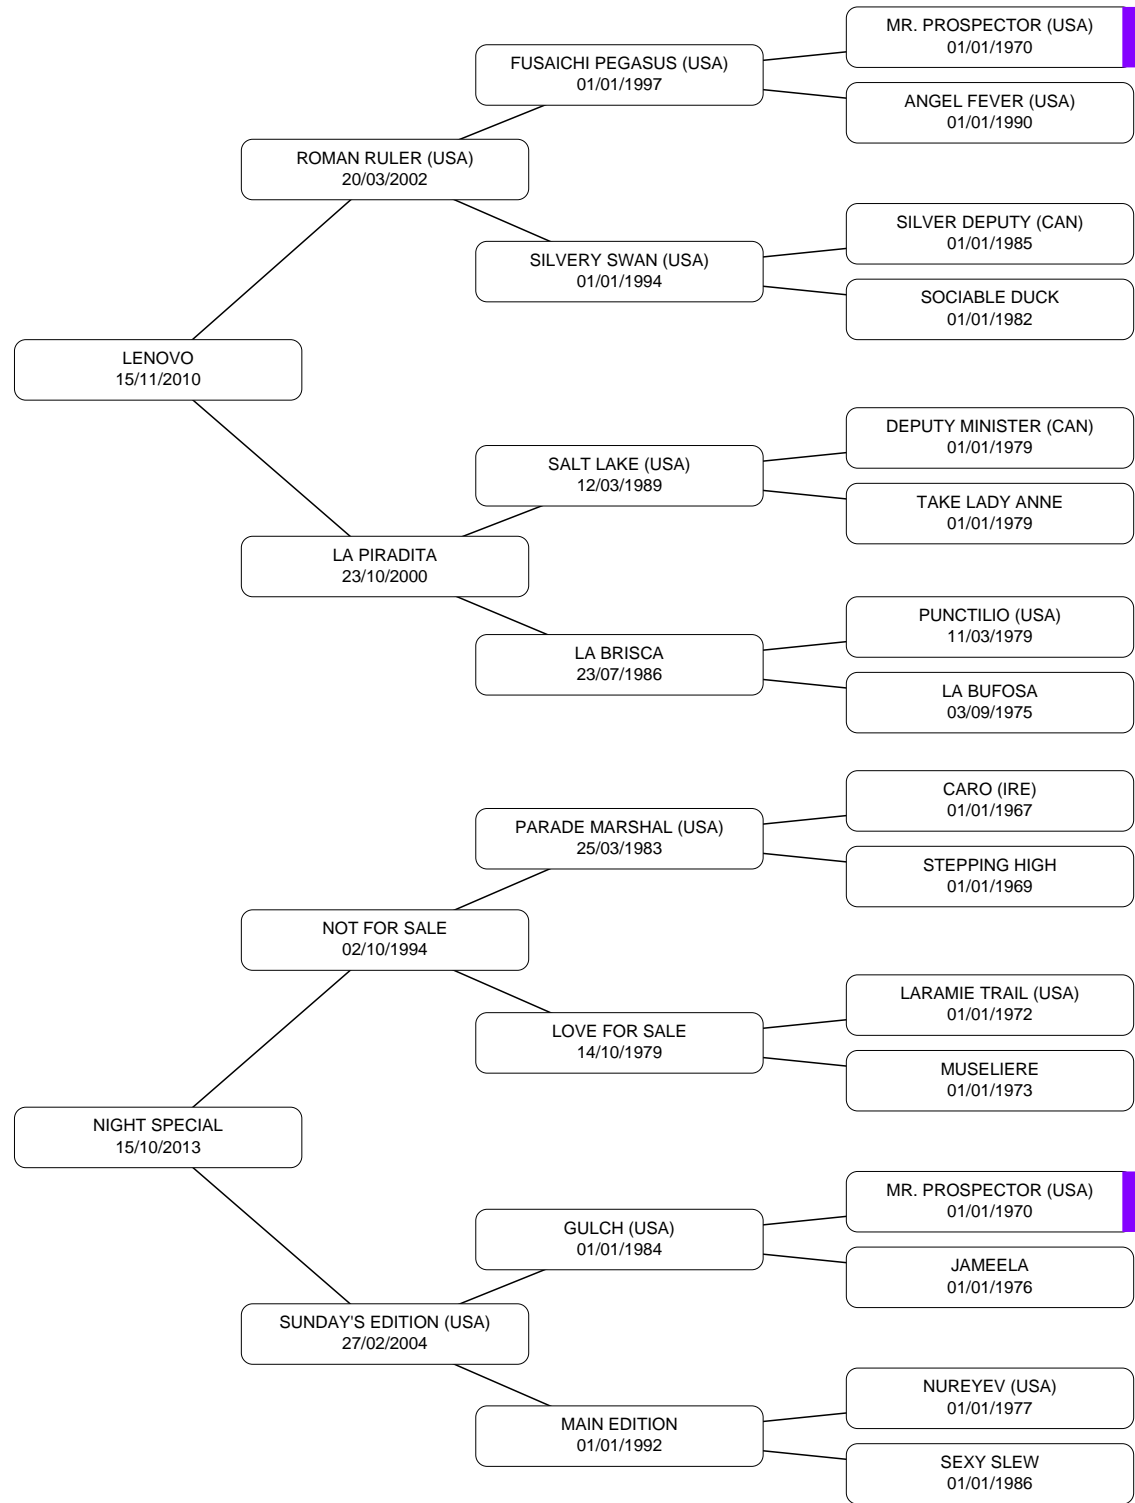 MR. PROSPECTOR (USA)
01/01/1970
FUSAICHI PEGASUS (USA)
01/01/1997
ANGEL FEVER (USA)
01/01/1990
ROMAN RULER (USA)
20/03/2002
SILVER DEPUTY (CAN)
01/01/1985
SILVERY SWAN (USA)
01/01/1994
SOCIABLE DUCK
01/01/1982
LENOVO
15/11/2010
DEPUTY MINISTER (CAN)
01/01/1979
SALT LAKE (USA)
12/03/1989
TAKE LADY ANNE
01/01/1979
LA PIRADITA
23/10/2000
PUNCTILIO (USA)
11/03/1979
LA BRISCA
23/07/1986
LA BUFOSA
03/09/1975
CARO (IRE)
01/01/1967
PARADE MARSHAL (USA)
25/03/1983
STEPPING HIGH
01/01/1969
NOT FOR SALE
02/10/1994
LARAMIE TRAIL (USA)
01/01/1972
LOVE FOR SALE
14/10/1979
MUSELIERE
01/01/1973
NIGHT SPECIAL
15/10/2013
MR. PROSPECTOR (USA)
01/01/1970
GULCH (USA)
01/01/1984
JAMEELA
01/01/1976
SUNDAY'S EDITION (USA)
27/02/2004
NUREYEV (USA)
01/01/1977
MAIN EDITION
01/01/1992
SEXY SLEW
01/01/1986